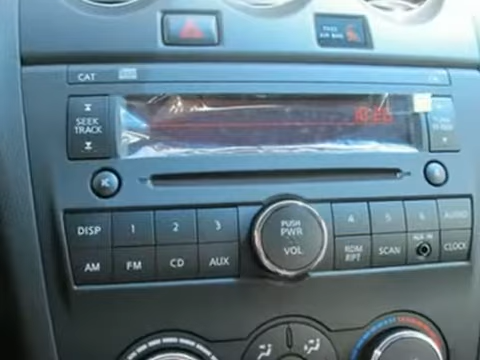 PASS
AIR BAG
CAT
SEEK
TRACK
DISP 1 2 3
PUSH
PWR
VOL
4 5 6 AUDIO
AM FM CD AUX
RDM
RPT
SCAN
AUX IN
CLOCK